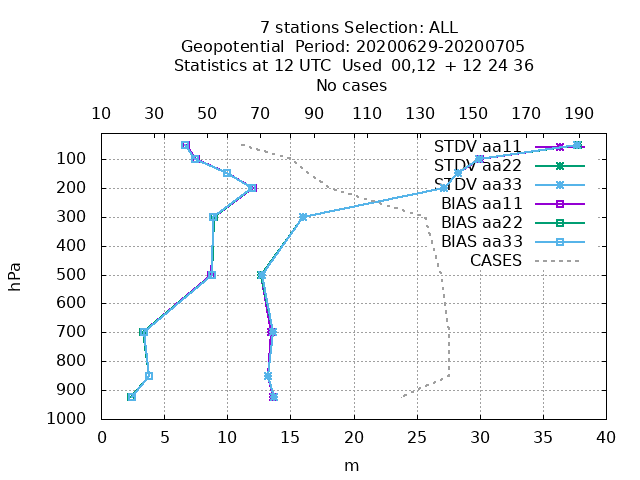 7 stations Selection: ALL
Geopotential  Period: 20200629-20200705
Statistics at 12 UTC  Used  00,12  + 12 24 36
No cases
10 30 50 70 90 110 130 150 170 190
STDV aa11
STDV aa22
STDV aa33
BIAS aa11
BIAS aa22
BIAS aa33
CASES
100
200
300
400
500
600
700
800
900
1000
hPa
0 5 10 15 20 25 30 35 40
m